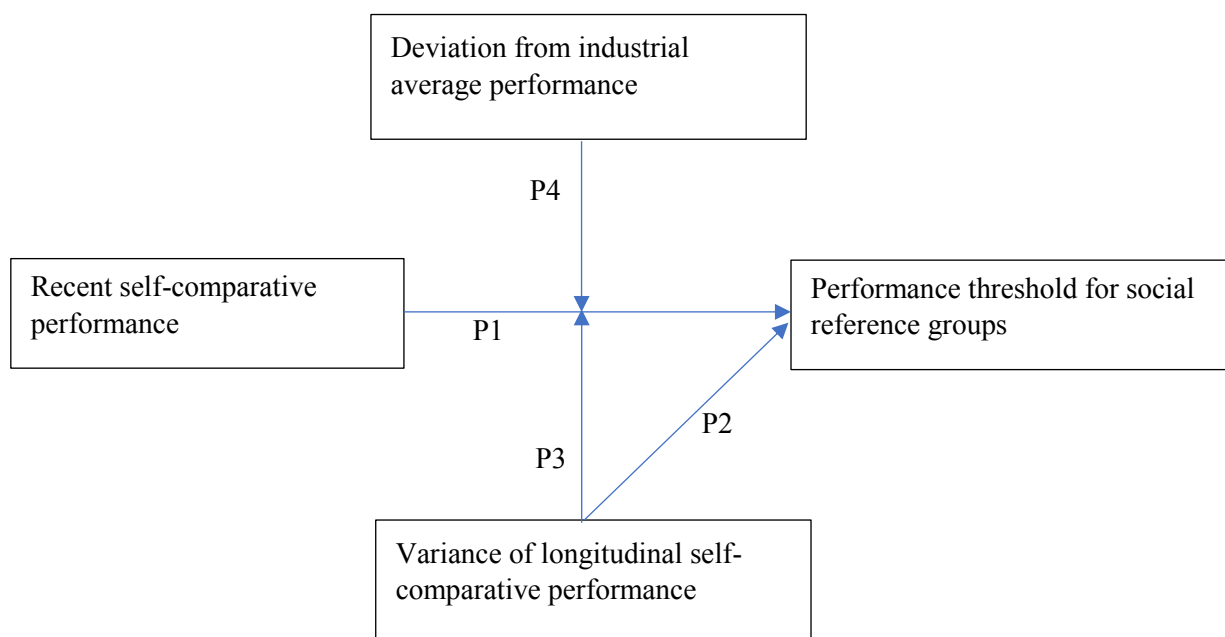 Deviation from industrial
average performance
P4
Recent self-comparative
performance
P1
Performance threshold for social
reference groups
P2
P3
Variance of longitudinal self-
comparative performance